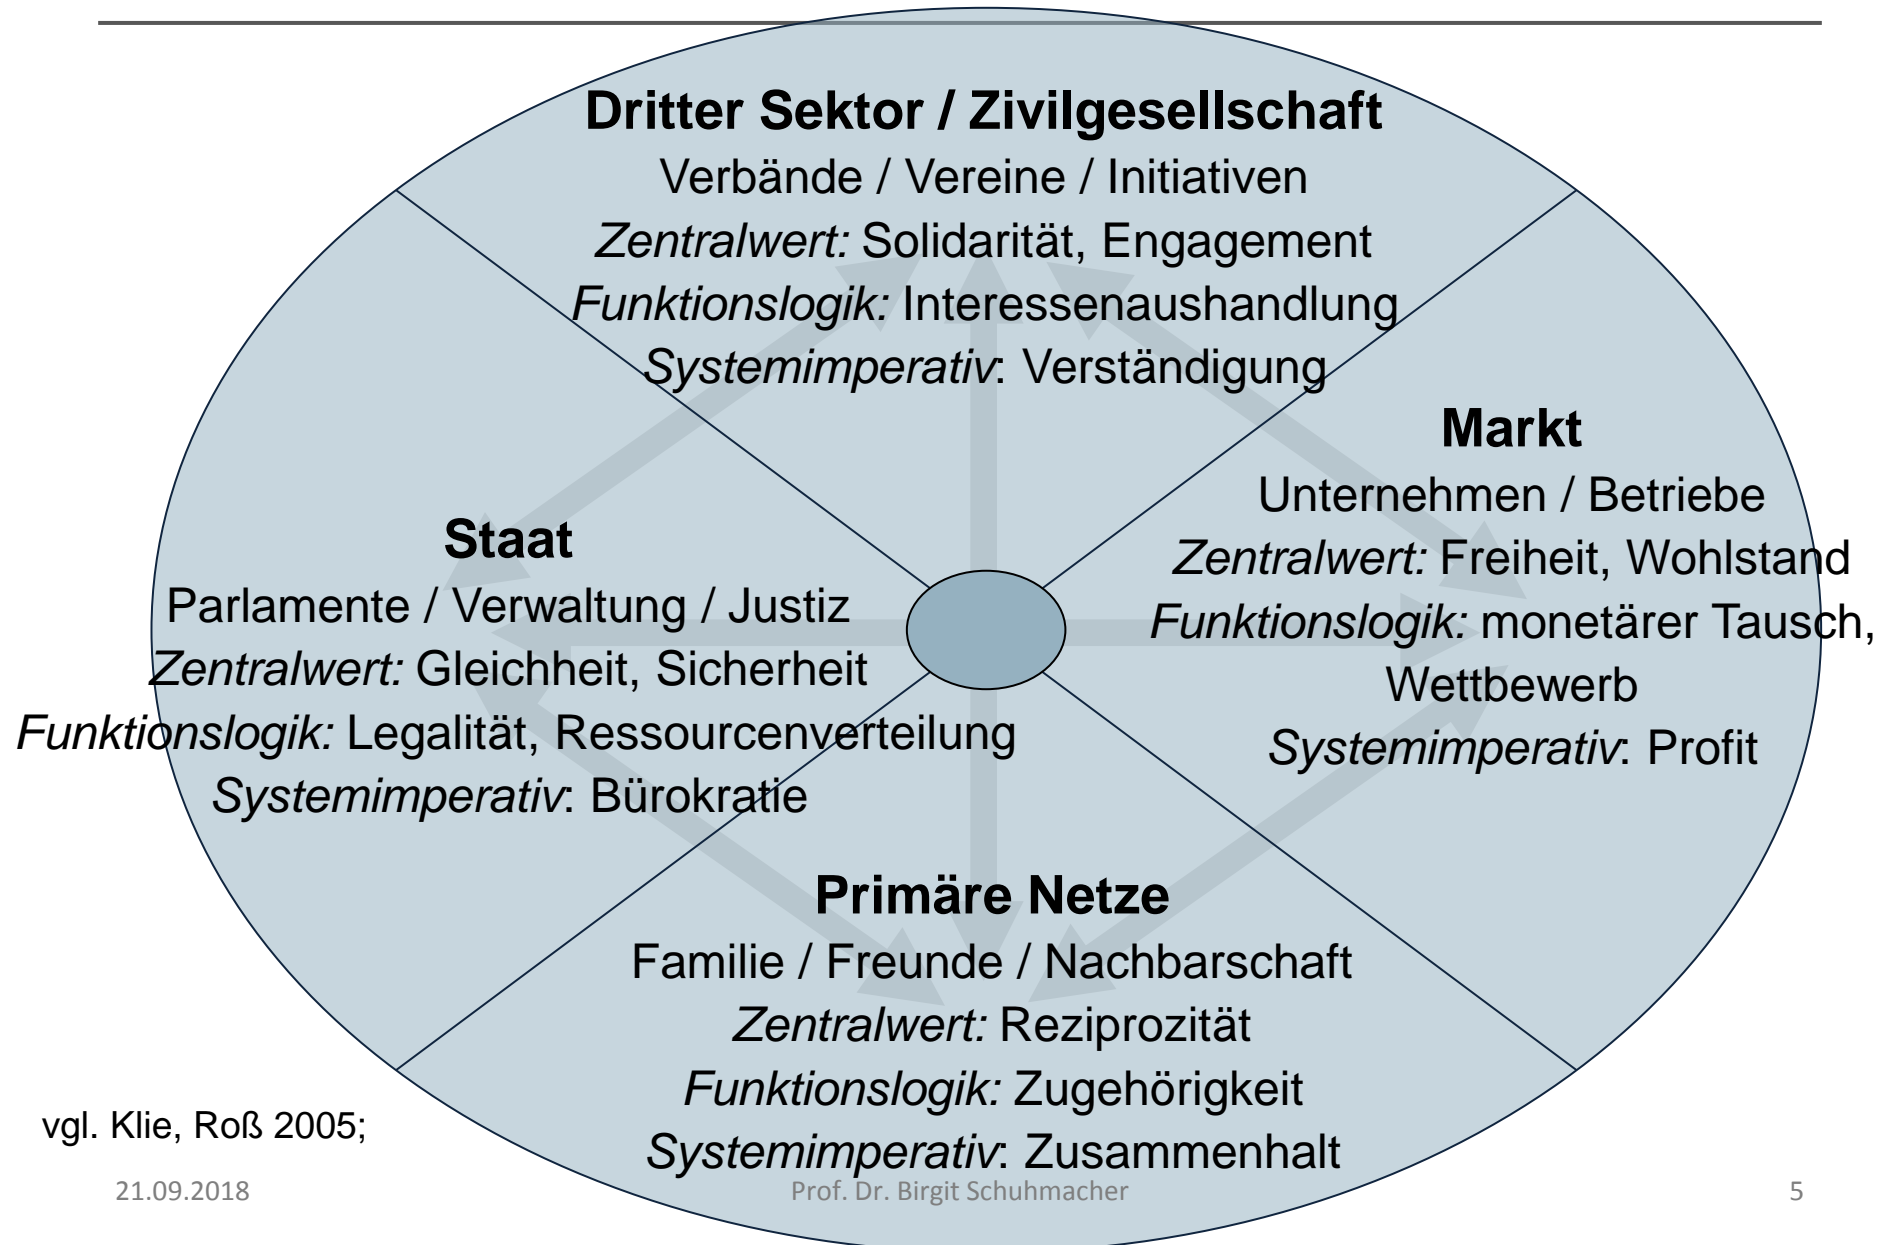 Dritter Sektor / Zivilgesellschaft
Verbände / Vereine / Initiativen
Zentralwert: Solidarität, Engagement
Funktionslogik: Interessenaushandlung
Systemimperativ: Verständigung
Markt
Unternehmen / Betriebe
Zentralwert: Freiheit, Wohlstand
Funktionslogik: monetärer Tausch,
Wettbewerb
Systemimperativ: Profit
Staat
Parlamente / Verwaltung / Justiz
Zentralwert: Gleichheit, Sicherheit
Funktionslogik: Legalität, Ressourcenverteilung
Systemimperativ: Bürokratie
Primäre Netze
Familie / Freunde / Nachbarschaft
Zentralwert: Reziprozität
Funktionslogik: Zugehörigkeit
Systemimperativ: Zusammenhalt
vgl. Klie, Roß 2005;
21.09.2018
Prof. Dr. Birgit Schuhmacher
5